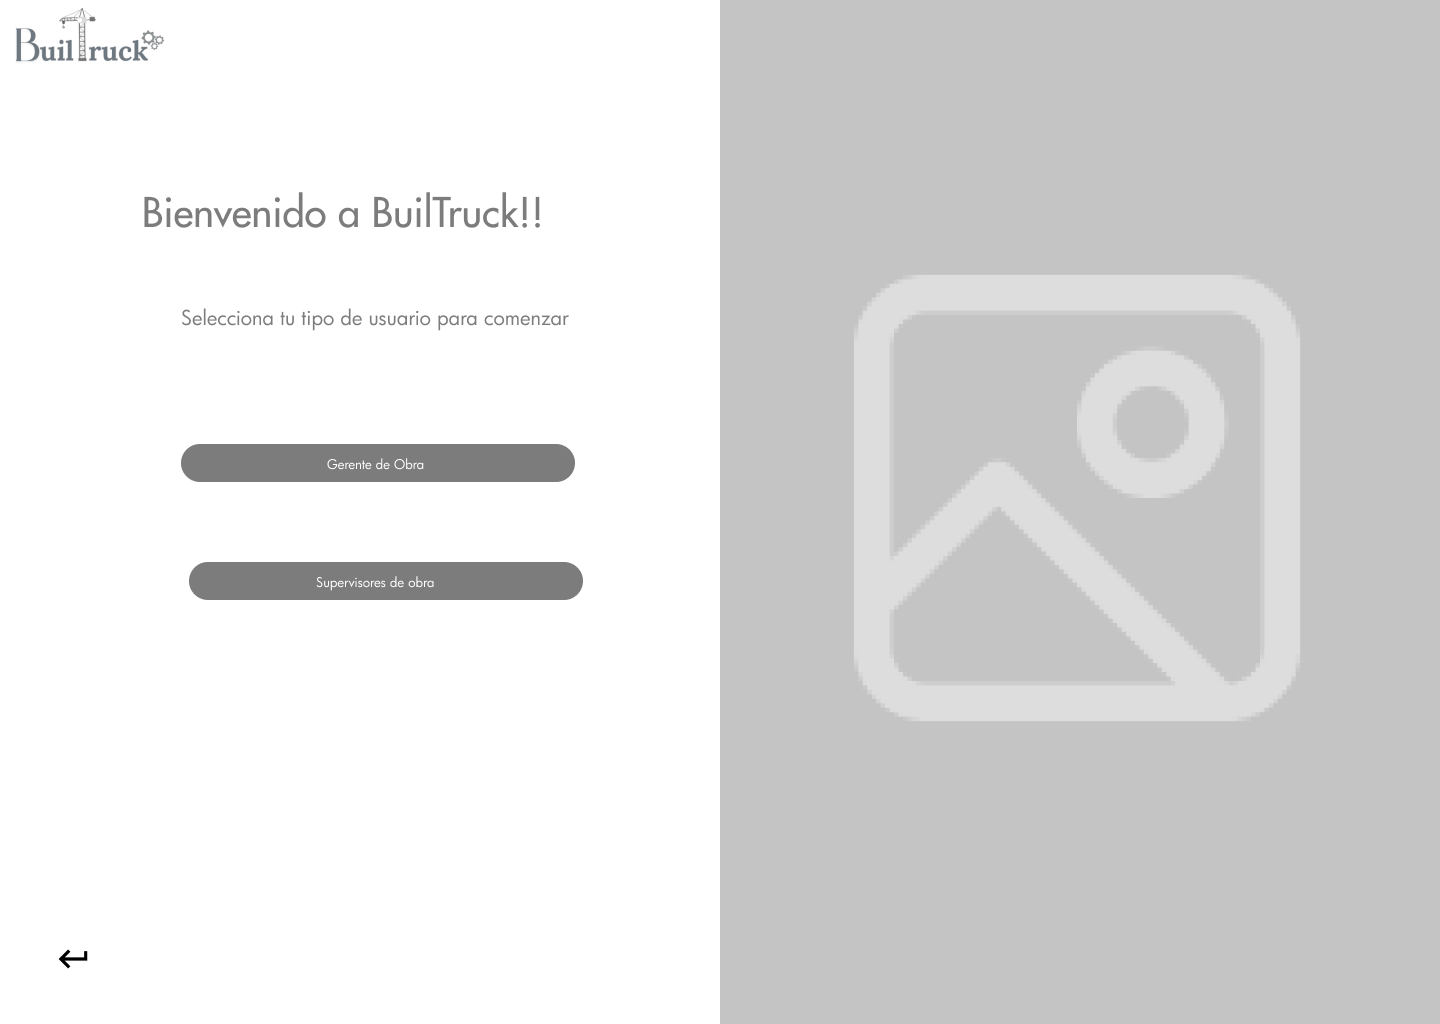 BuilTruck
Bienvenido a BuilTruck!!
Selecciona tu tipo de usuario para comenzar
Gerente de Obra
Supervisores de obra